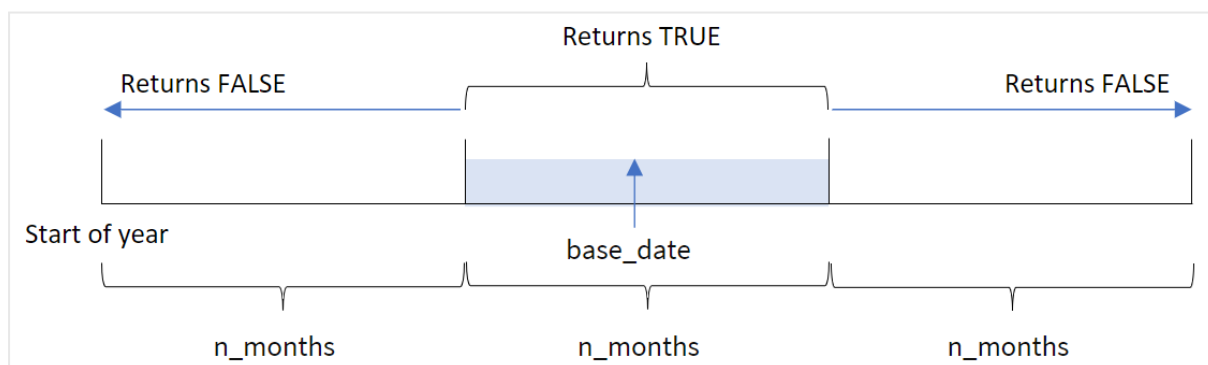 Returns TRUE
Returns FALSE
Returns FALSE
Start of year
base_date
n_months
n_months
n_months